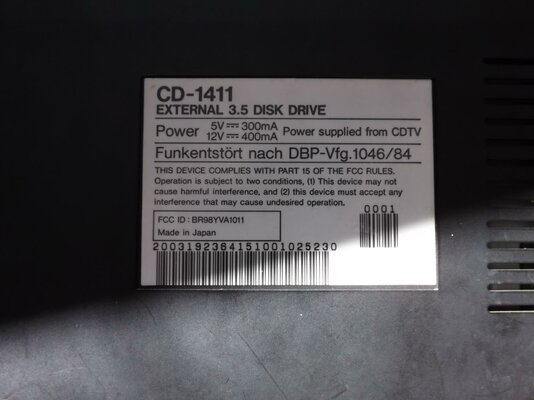 CD-1411
EXTERNAL 3.5 DISK DRIVE
Power 5V⎓300mA 12V⎓400mA Power supplied from CDTV
Funkentstört nach DBP-Vfg.1046/84
THIS DEVICE COMPLIES WITH PART 15 OF THE FCC RULES.
Operation is subject to two conditions, (1) This device may not
cause harmful interference, and (2) this device must accept any
interference that may cause undesired operation.
0001
FCC ID : BR98YVA1011
Made in Japan
2003192364151001025230